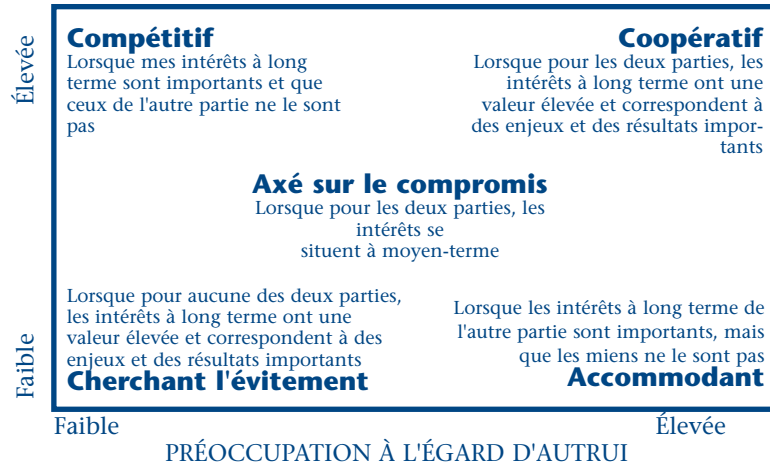 Élevée
Compétitif
Lorsque mes intérêts à long
terme sont importants et que
ceux de l'autre partie ne le sont
pas
Coopératif
Lorsque pour les deux parties, les
intérêts à long terme ont une
valeur élevée et correspondent à
des enjeux et des résultats impor-
tants
Axé sur le compromis
Lorsque pour les deux parties, les
intérêts se
situent à moyen-terme
Lorsque pour aucune des deux parties,
les intérêts à long terme ont une
valeur élevée et correspondent à des
enjeux et des résultats importants
Cherchant l'évitement
Lorsque les intérêts à long terme de
l'autre partie sont importants, mais
que les miens ne le sont pas
Accommodant
Faible
Faible
Élevée
PRÉOCCUPATION À L'ÉGARD D'AUTRUI